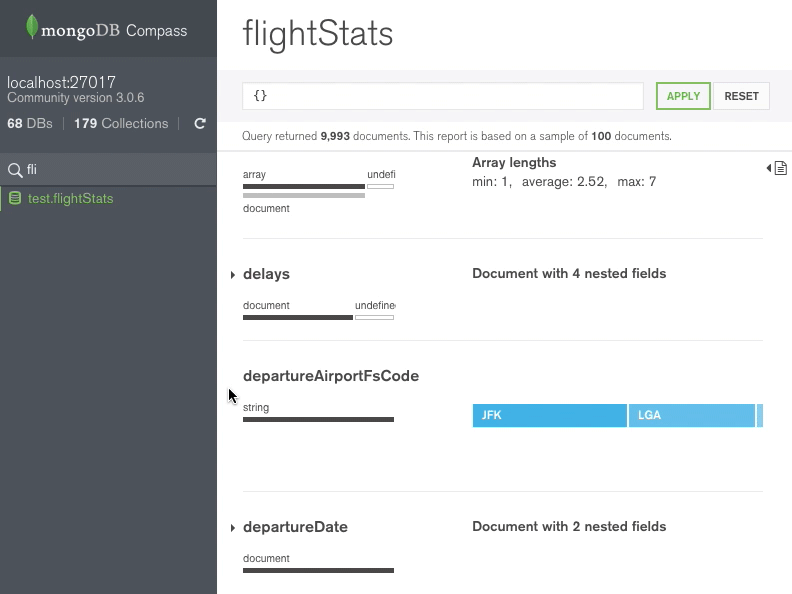 mongoDB Compass
localhost:27017
Community version 3.0.6
68 DBs 179 Collections
fli
test.flightStats
flightStats
{}
APPLY
RESET
Query returned 9,993 documents. This report is based on a sample of 100 documents.
array undefi
document
Array lengths
min: 1, average: 2.52, max: 7
delays
Document with 4 nested fields
document undefine
departureAirportFsCode
string
JFK LGA
departureDate
Document with 2 nested fields
document